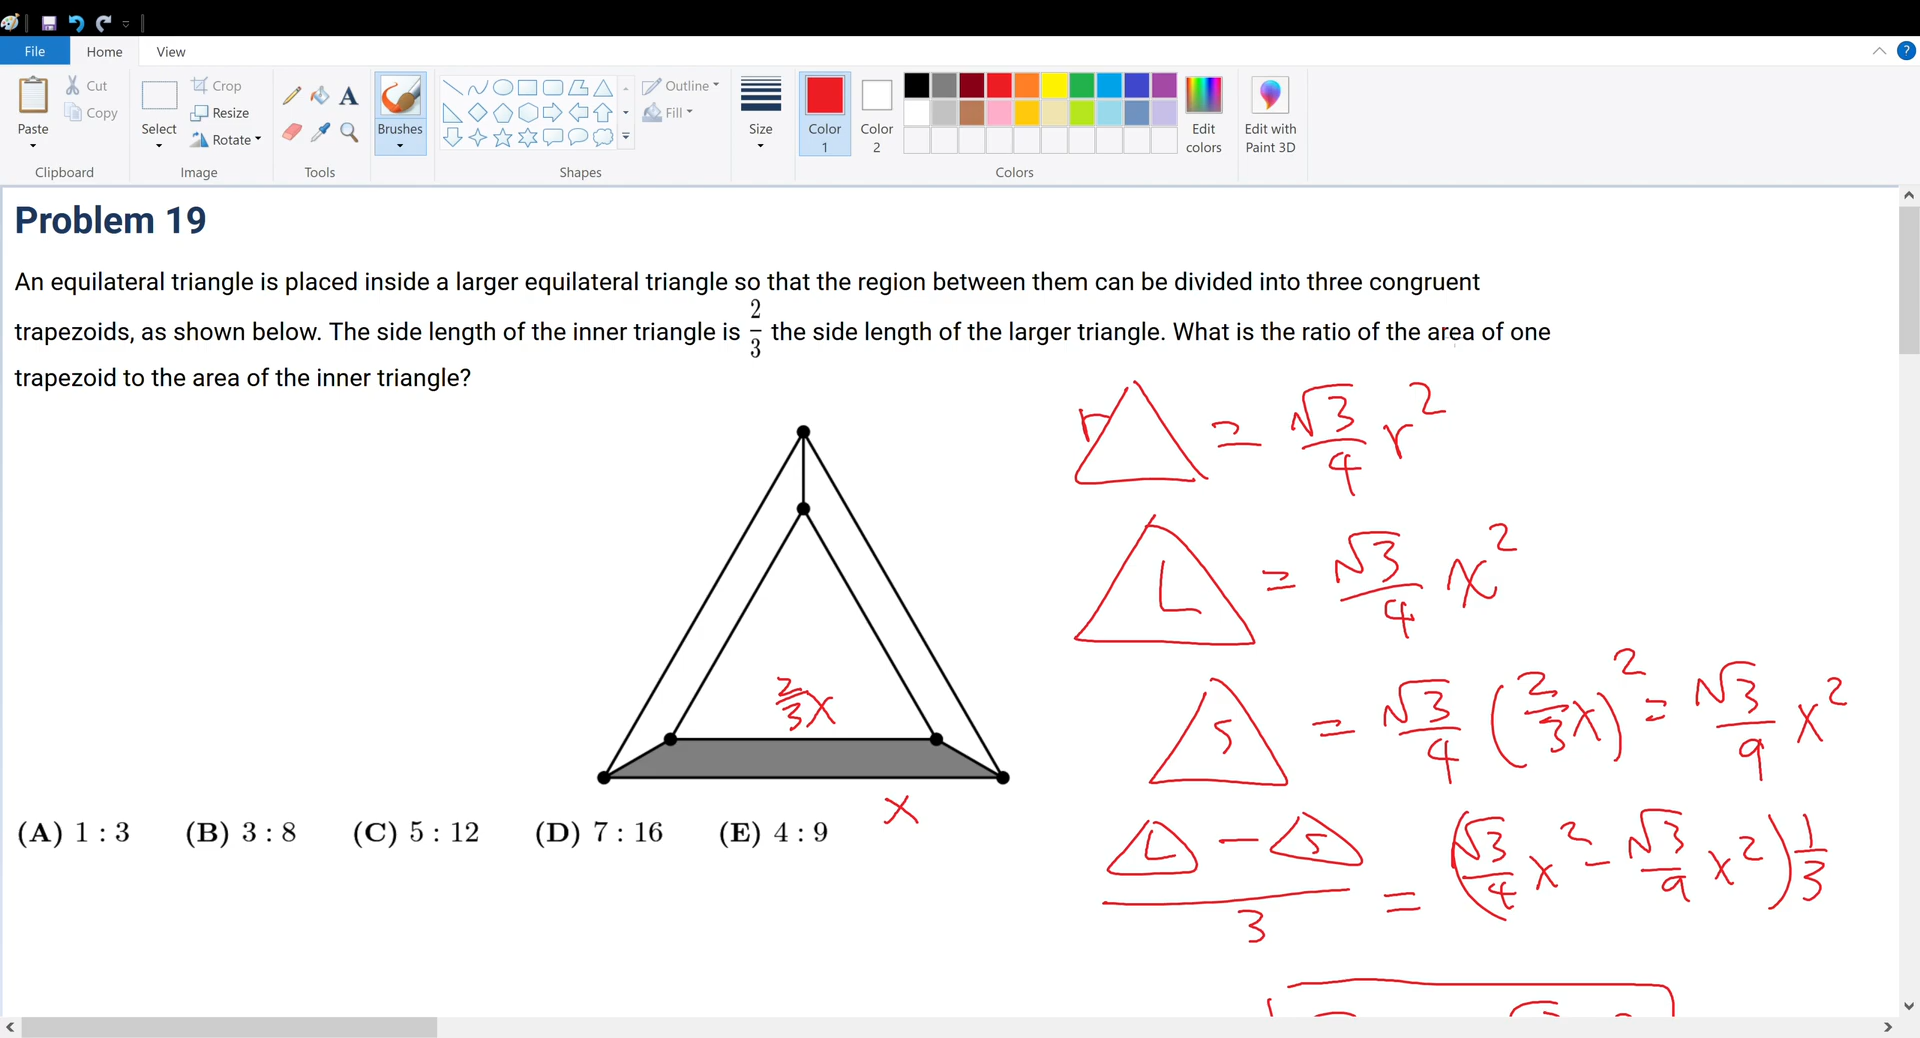 File Home View
Paste Cut Copy Select Crop Resize Rotate Brushes Outline Fill Size Color 1 Color 2 Edit colors Edit with Paint 3D
Clipboard Image Tools Shapes Colors
Problem 19
An equilateral triangle is placed inside a larger equilateral triangle so that the region between them can be divided into three congruent
trapezoids, as shown below. The side length of the inner triangle is 2/3 the side length of the larger triangle. What is the ratio of the area of one
trapezoid to the area of the inner triangle?
r △ = √3/4 r²
L = √3/4 x²
S = √3/4 (2/3x)² = √3/9 x²
2/3x
x
(A) 1 : 3 (B) 3 : 8 (C) 5 : 12 (D) 7 : 16 (E) 4 : 9
L − S / 3 = (√3/4 x² − √3/9 x²) 1/3